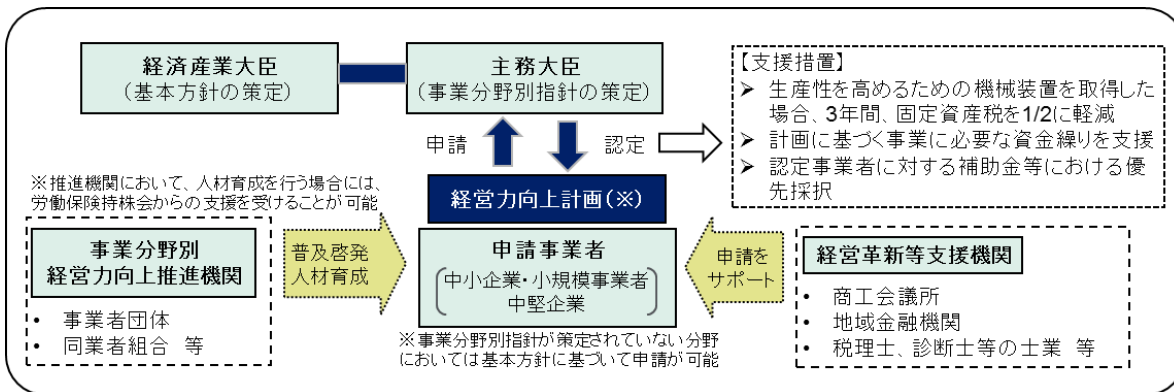 経済産業大臣
（基本方針の策定）
主務大臣
（事業分野別指針の策定）
【支援措置】
➢ 生産性を高めるための機械装置を取得した
場合、3年間、固定資産税を1/2に軽減
➢ 計画に基づく事業に必要な資金繰りを支援
➢ 認定事業者に対する補助金等における優
先採択
申請
認定
※推進機関において、人材育成を行う場合には、
労働保険特株会からの支援を受けることが可能
経営力向上計画（※）
事業分野別
経営力向上推進機関
• 事業者団体
• 同業者組合 等
普及啓発
人材育成
申請事業者
中小企業・小規模事業者
中堅企業
※事業分野別指針が策定されていない分野
においては基本方針に基づいて申請が可能
申請を
サポート
経営革新等支援機関
• 商工会議所
• 地域金融機関
• 税理士、診断士等の士業 等